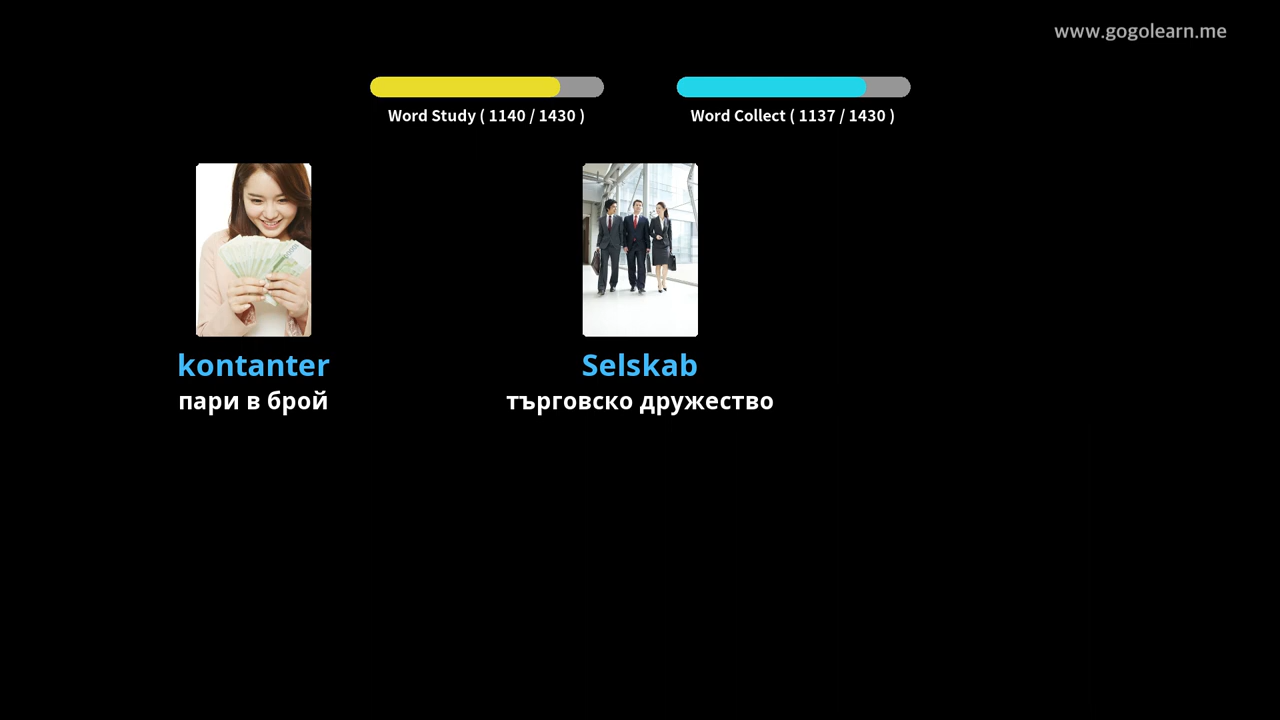 www.gogolearn.me
Word Study ( 1140 / 1430 )
Word Collect ( 1137 / 1430 )
kontanter
Selskab
пари в брой
търговско дружество